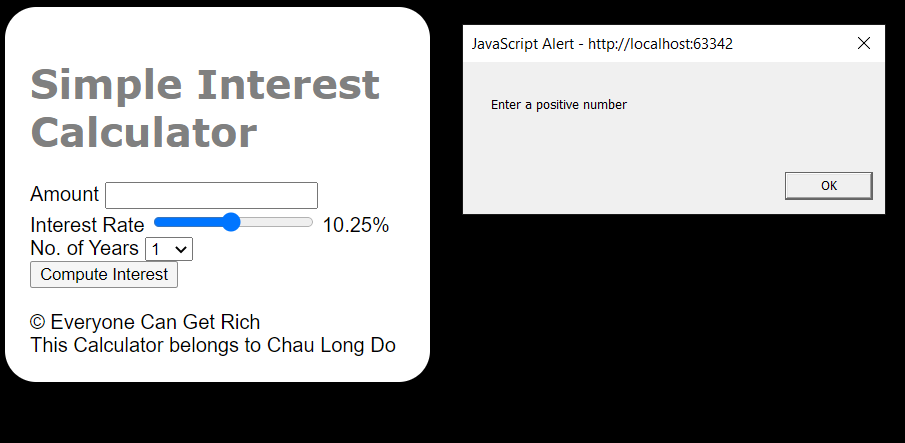 Simple Interest
Calculator
Amount
Interest Rate 10.25%
No. of Years 1
Compute Interest
© Everyone Can Get Rich
This Calculator belongs to Chau Long Do
JavaScript Alert - http://localhost:63342
Enter a positive number
OK